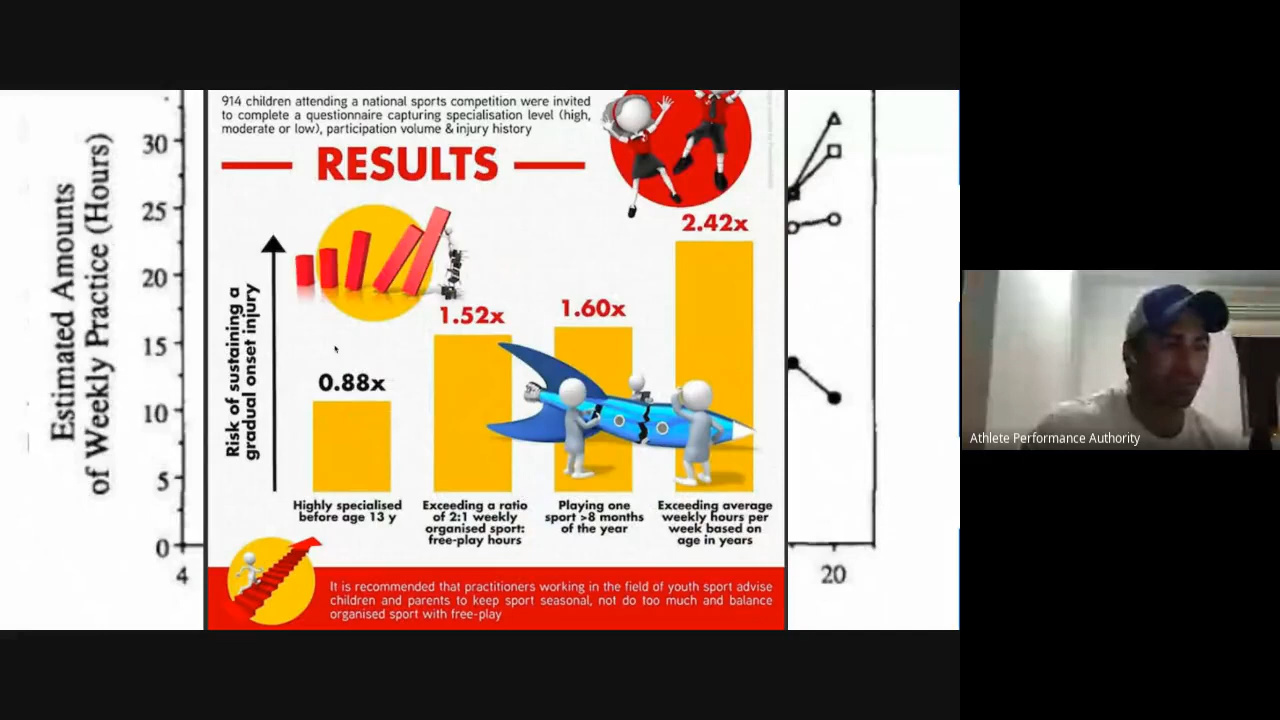 914 children attending a national sports competition were invited
to complete a questionnaire capturing specialisation level (high,
moderate or low), participation volume & injury history
RESULTS
Estimated Amounts
of Weekly Practice (Hours)
30
25
20
15
10
5
0
4
20
Risk of sustaining a
gradual onset injury
0.88x
1.52x
1.60x
2.42x
Highly specialised
before age 13 y
Exceeding a ratio
of 2:1 weekly
organised sport:
free-play hours
Playing one
sport >8 months
of the year
Exceeding average
weekly hours per
week based on
age in years
It is recommended that practitioners working in the field of youth sport advise
children and parents to keep sport seasonal, not do too much and balance
organised sport with free-play
Athlete Performance Authority